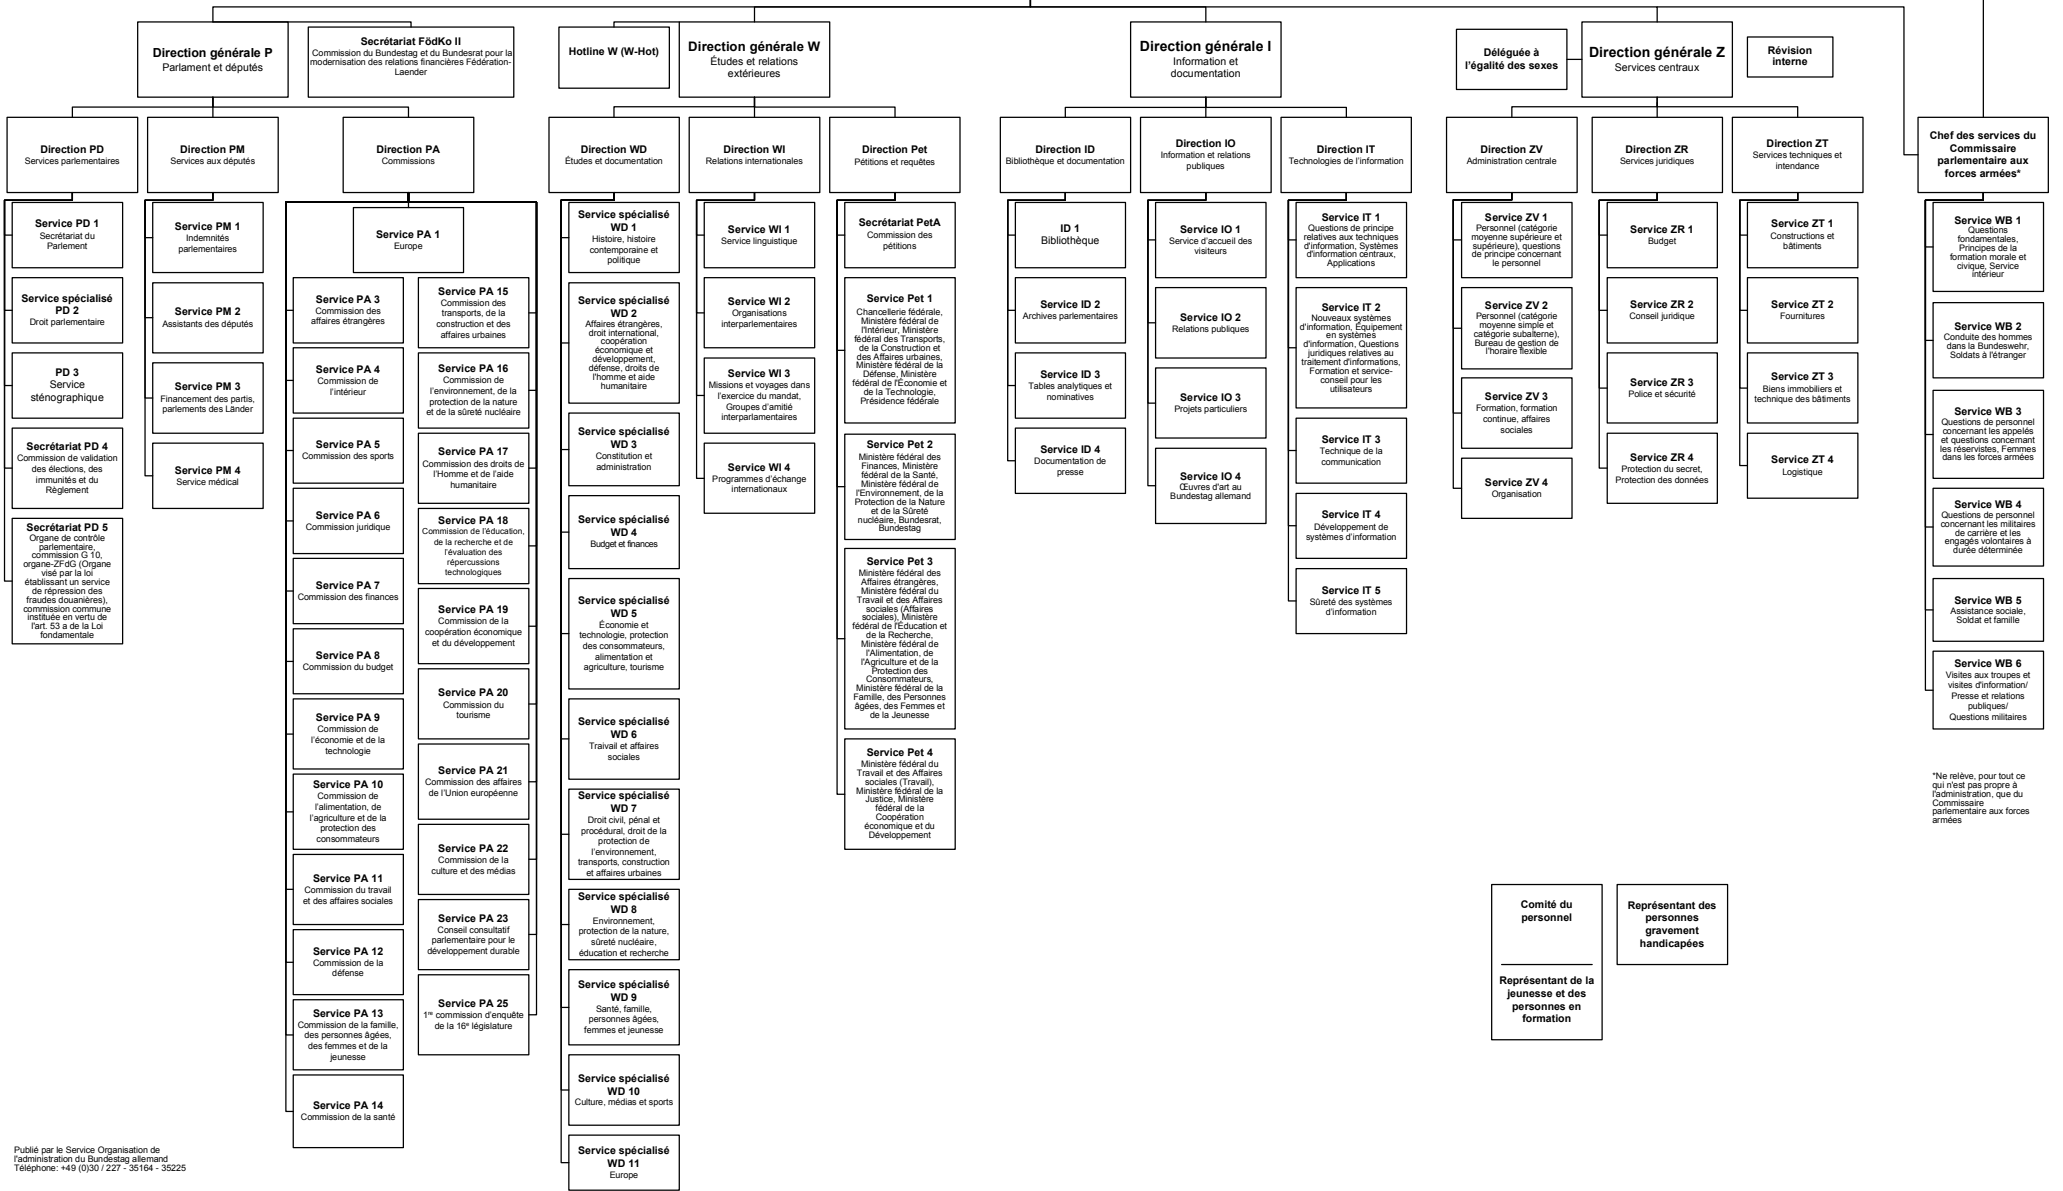 Direction générale P
Parlament et députés
Secrétariat FödKo II
Commission du Bundestag et du Bundesrat pour la
modernisation des relations financières Fédération-
Laender
Hotline W (W-Hot)
Direction générale W
Études et relations
extérieures
Direction générale I
Information et
documentation
Déléguée à
l'égalité des sexes
Direction générale Z
Services centraux
Révision
interne
Direction PD
Services parlementaires
Direction PM
Services aux députés
Direction PA
Commissions
Direction WD
Études et documentation
Direction WI
Relations internationales
Direction Pet
Pétitions et requêtes
Direction ID
Bibliothèque et documentation
Direction IO
Information et relations
publiques
Direction IT
Technologies de l'information
Direction ZV
Administration centrale
Direction ZR
Services juridiques
Direction ZT
Services techniques et
intendance
Chef des services du
Commissaire
parlementaire aux
forces armées*
Service PD 1
Secrétariat du
Parlement
Service spécialisé
PD 2
Droit parlementaire
PD 3
Service
sténographique
Secrétariat PD 4
Commission de validation
des élections, des
immunités et du
Règlement
Secrétariat PD 5
Organe de contrôle
parlementaire,
commission G 10,
organe-ZFdG (Organe
visé par la loi
établissant un service
de répression des
fraudes douanières),
commission commune
instituée en vertu de
l'art. 53 a de la Loi
fondamentale
Service PM 1
Indemnités
parlementaires
Service PM 2
Assistants des députés
Service PM 3
Financement des partis,
parlements des Länder
Service PM 4
Service médical
Service PA 1
Europe
Service PA 3
Commission des
affaires étrangères
Service PA 4
Commission de
l'intérieur
Service PA 5
Commission des sports
Service PA 6
Commission juridique
Service PA 7
Commission des finances
Service PA 8
Commission du budget
Service PA 9
Commission de
l'économie et de la
technologie
Service PA 10
Commission de
l'alimentation, de
l'agriculture et de la
protection des
consommateurs
Service PA 11
Commission du travail
et des affaires sociales
Service PA 12
Commission de la
défense
Service PA 13
Commission de la famille,
des personnes âgées,
des femmes et de la
jeunesse
Service PA 14
Commission de la santé
Service PA 15
Commission des
transports, de la
construction et des
affaires urbaines
Service PA 16
Commission de
l'environnement, de la
protection de la nature
et de la sûreté nucléaire
Service PA 17
Commission des droits de
l'Homme et de l'aide
humanitaire
Service PA 18
Commission de l'éducation,
de la recherche et de
l'évaluation des
répercussions
technologiques
Service PA 19
Commission de la
coopération économique
et du développement
Service PA 20
Commission du
tourisme
Service PA 21
Commission des affaires
de l'Union européenne
Service PA 22
Commission de la
culture et des médias
Service PA 23
Conseil consultatif
parlementaire pour le
développement durable
Service PA 25
1re commission d'enquête
de la 16e législature
Service spécialisé
WD 1
Histoire, histoire
contemporaine et
politique
Service spécialisé
WD 2
Affaires étrangères,
droit international,
coopération
économique et
développement,
défense, droits de
l'homme et aide
humanitaire
Service spécialisé
WD 3
Constitution et
administration
Service spécialisé
WD 4
Budget et finances
Service spécialisé
WD 5
Économie et
technologie, protection
des consommateurs,
alimentation et
agriculture, tourisme
Service spécialisé
WD 6
Traivail et affaires
sociales
Service spécialisé
WD 7
Droit civil, pénal et
procédural, droit de la
protection de
l'environnement,
transports, construction
et affaires urbaines
Service spécialisé
WD 8
Environnement,
protection de la nature,
sûreté nucléaire,
éducation et recherche
Service spécialisé
WD 9
Santé, famille,
personnes âgées,
femmes et jeunesse
Service spécialisé
WD 10
Culture, médias et sports
Service spécialisé
WD 11
Europe
Service WI 1
Service linguistique
Service WI 2
Organisations
interparlementaires
Service WI 3
Missions et voyages dans
l'exercice du mandat,
Groupes d'amitié
interparlamentaires
Service WI 4
Programmes d'échange
internationaux
Secrétariat PetA
Commission des
pétitions
Service Pet 1
Chancellerie fédérale,
Ministère fédéral de
l'Intérieur, Ministère
fédéral des Transports,
de la Construction et
des Affaires urbaines,
Ministère fédéral de la
Défense, Ministère
fédéral de l'Économie et
de la Technologie,
Présidence fédérale
Service Pet 2
Ministère fédéral des
Finances, Ministère
fédéral de la Santé,
Ministère fédéral de
l'Environnement, de la
Protection de la Nature
et de la Sûreté
nucléaire, Bundesrat,
Bundestag
Service Pet 3
Ministère fédéral des
Affaires étrangères,
Ministère fédéral du
Travail et des Affaires
sociales (Affaires
sociales), Ministère
fédéral de l'Éducation et
de la Recherche,
Ministère fédéral de
l'Alimentation, de
l'Agriculture et de la
Protection des
Consommateurs,
Ministère fédéral de la
Famille, des Personnes
âgées, des Femmes et
de la Jeunesse
Service Pet 4
Ministère fédéral du
Travail et des Affaires
sociales (Travail),
Ministère fédéral de la
Justice, Ministère
fédéral de la
Coopération
économique et du
Développement
ID 1
Bibliothèque
Service ID 2
Archives parlementaires
Service ID 3
Tables analytiques et
nominatives
Service ID 4
Documentation de
presse
Service IO 1
Service d'accueil des
visiteurs
Service IO 2
Relations publiques
Service IO 3
Projets particuliers
Service IO 4
Œuvres d'art au
Bundestag allemand
Service IT 1
Questions de principe
relatives aux techniques
d'information, Systèmes
d'information centraux,
Applications
Service IT 2
Nouveaux systèmes
d'information, Équipement
en systèmes
d'information, Questions
juridiques relatives au
traitement d'informations,
Formation et service-
conseil pour les
utilisateurs
Service IT 3
Technique de la
communication
Service IT 4
Développement de
systèmes d'information
Service IT 5
Sûreté des systèmes
d'information
Service ZV 1
Personnel (catégorie
moyenne supérieure et
supérieure), questions
de principe concernant
le personnel
Service ZV 2
Personnel (catégorie
moyenne simple et
catégorie subalterne),
Bureau de gestion de
l'horaire flexible
Service ZV 3
Formation, formation
continue, affaires
sociales
Service ZV 4
Organisation
Service ZR 1
Budget
Service ZR 2
Conseil juridique
Service ZR 3
Police et sécurité
Service ZR 4
Protection du secret,
Protection des données
Service ZT 1
Constructions et
bâtiments
Service ZT 2
Fournitures
Service ZT 3
Biens immobiliers et
technique des bâtiments
Service ZT 4
Logistique
Service WB 1
Questions
fondamentales,
Principes de la
formation morale et
civique, Service
intérieur
Service WB 2
Conduite des hommes
dans la Bundeswehr,
Soldats à l'étranger
Service WB 3
Questions de personnel
concernant les appelés
et questions concernant
les réservistes, Femmes
dans les forces armées
Service WB 4
Questions de personnel
concernant les militaires
de carrière et les
engagés volontaires à
durée déterminée
Service WB 5
Assistance sociale,
Soldat et famille
Service WB 6
Visites aux troupes et
visites d'information/
Presse et relations
publiques/
Questions militaires
*Ne relève, pour tout ce
qui n'est pas propre à
l'administration, que du
Commissaire
parlementaire aux forces
armées
Comité du
personnel
Représentant de la
jeunesse et des
personnes en
formation
Représentant des
personnes
gravement
handicapées
Publié par le Service Organisation de
l'administration du Bundestag allemand
Téléphone: +49 (0)30 / 227 - 35164 - 35225